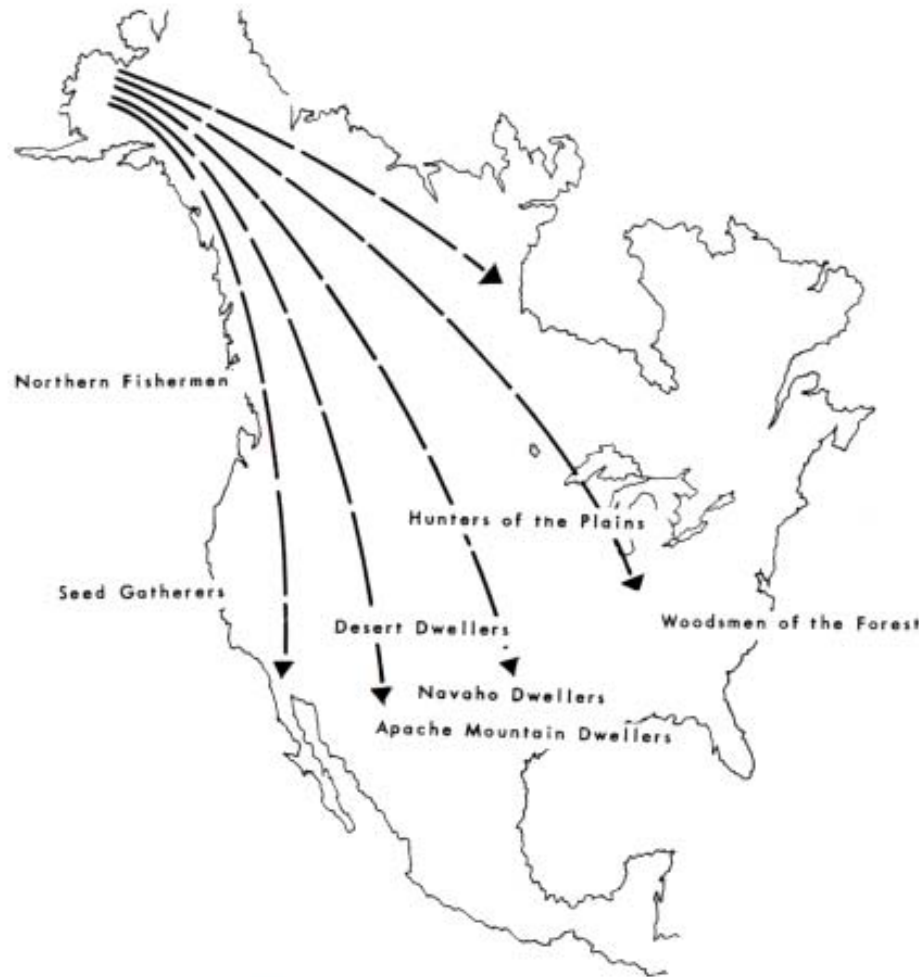 Northern Fishermen
Hunters of the Plains
Seed Gatherers
Desert Dwellers
Woodsmen of the Forest
Navaho Dwellers
Apache Mountain Dwellers